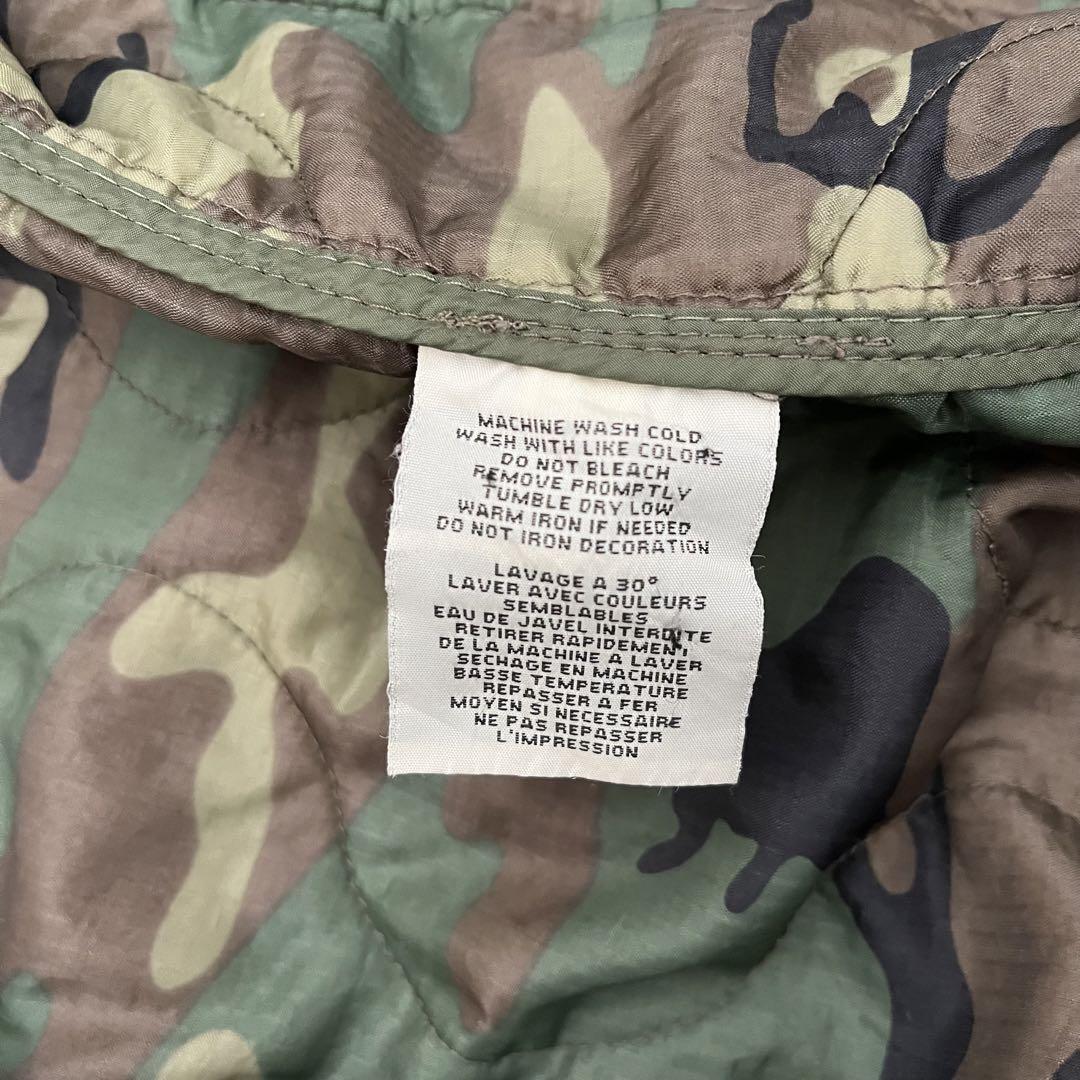 MACHINE WASH COLD
WASH WITH LIKE COLORS
DO NOT BLEACH
REMOVE PROMPTLY
TUMBLE DRY LOW
WARM IRON IF NEEDED
DO NOT IRON DECORATION
LAVAGE A 30°
LAVER AVEC COULEURS
SEMBLABLES
EAU DE JAVEL INTERDITE
RETIRER RAPIDEMENT
DE LA MACHINE A LAVER
SECHAGE EN MACHINE
BASSE TEMPERATURE
REPASSER A FER
MOYEN SI NECESSAIRE
NE PAS REPASSER
L'IMPRESSION